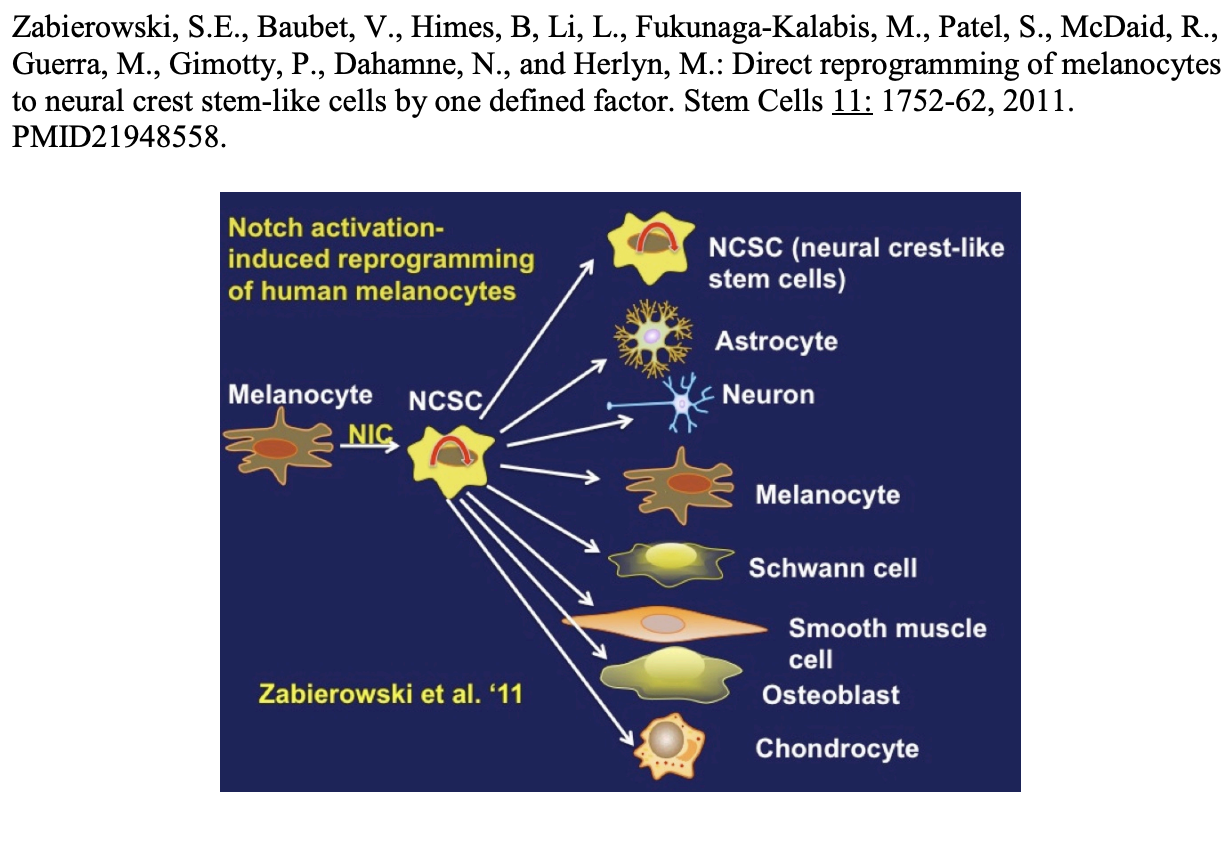 Zabierowski, S.E., Baubet, V., Himes, B, Li, L., Fukunaga-Kalabis, M., Patel, S., McDaid, R.,
Guerra, M., Gimotty, P., Dahamne, N., and Herlyn, M.: Direct reprogramming of melanocytes
to neural crest stem-like cells by one defined factor. Stem Cells 11: 1752-62, 2011.
PMID21948558.
Notch activation-
induced reprogramming
of human melanocytes
NCSC (neural crest-like
stem cells)
Astrocyte
Neuron
Melanocyte
NCSC
NIC
Melanocyte
Schwann cell
Smooth muscle
cell
Osteoblast
Zabierowski et al. ‘11
Chondrocyte